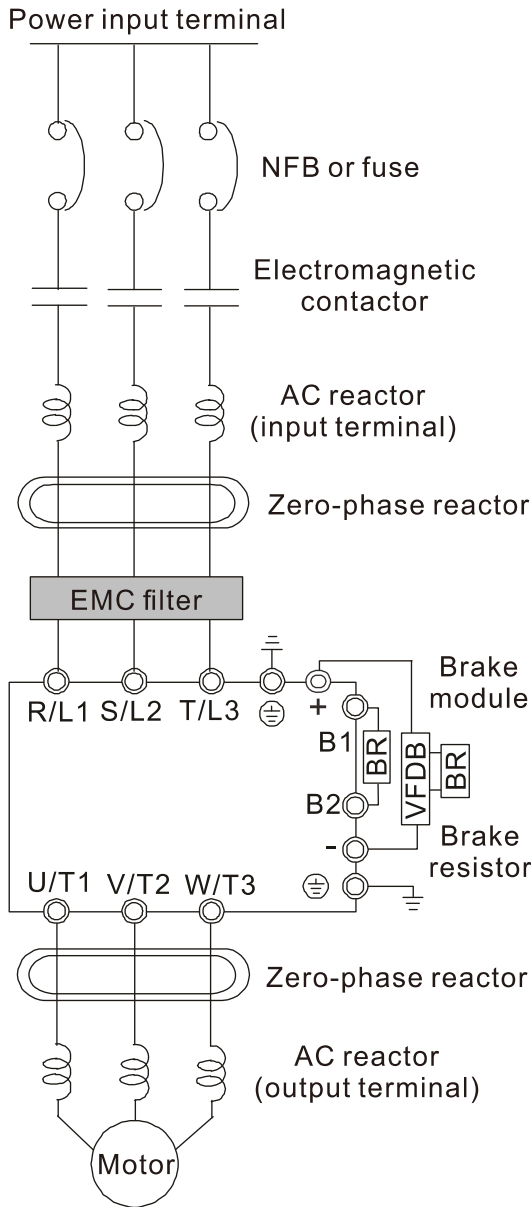 Power input terminal
NFB or fuse
Electromagnetic
contactor
AC reactor
(input terminal)
Zero-phase reactor
EMC filter
R/L1 S/L2 T/L3
+
Brake
module
B1
BR
VFDB
BR
B2
-
Brake
resistor
U/T1 V/T2 W/T3
Zero-phase reactor
AC reactor
(output terminal)
Motor